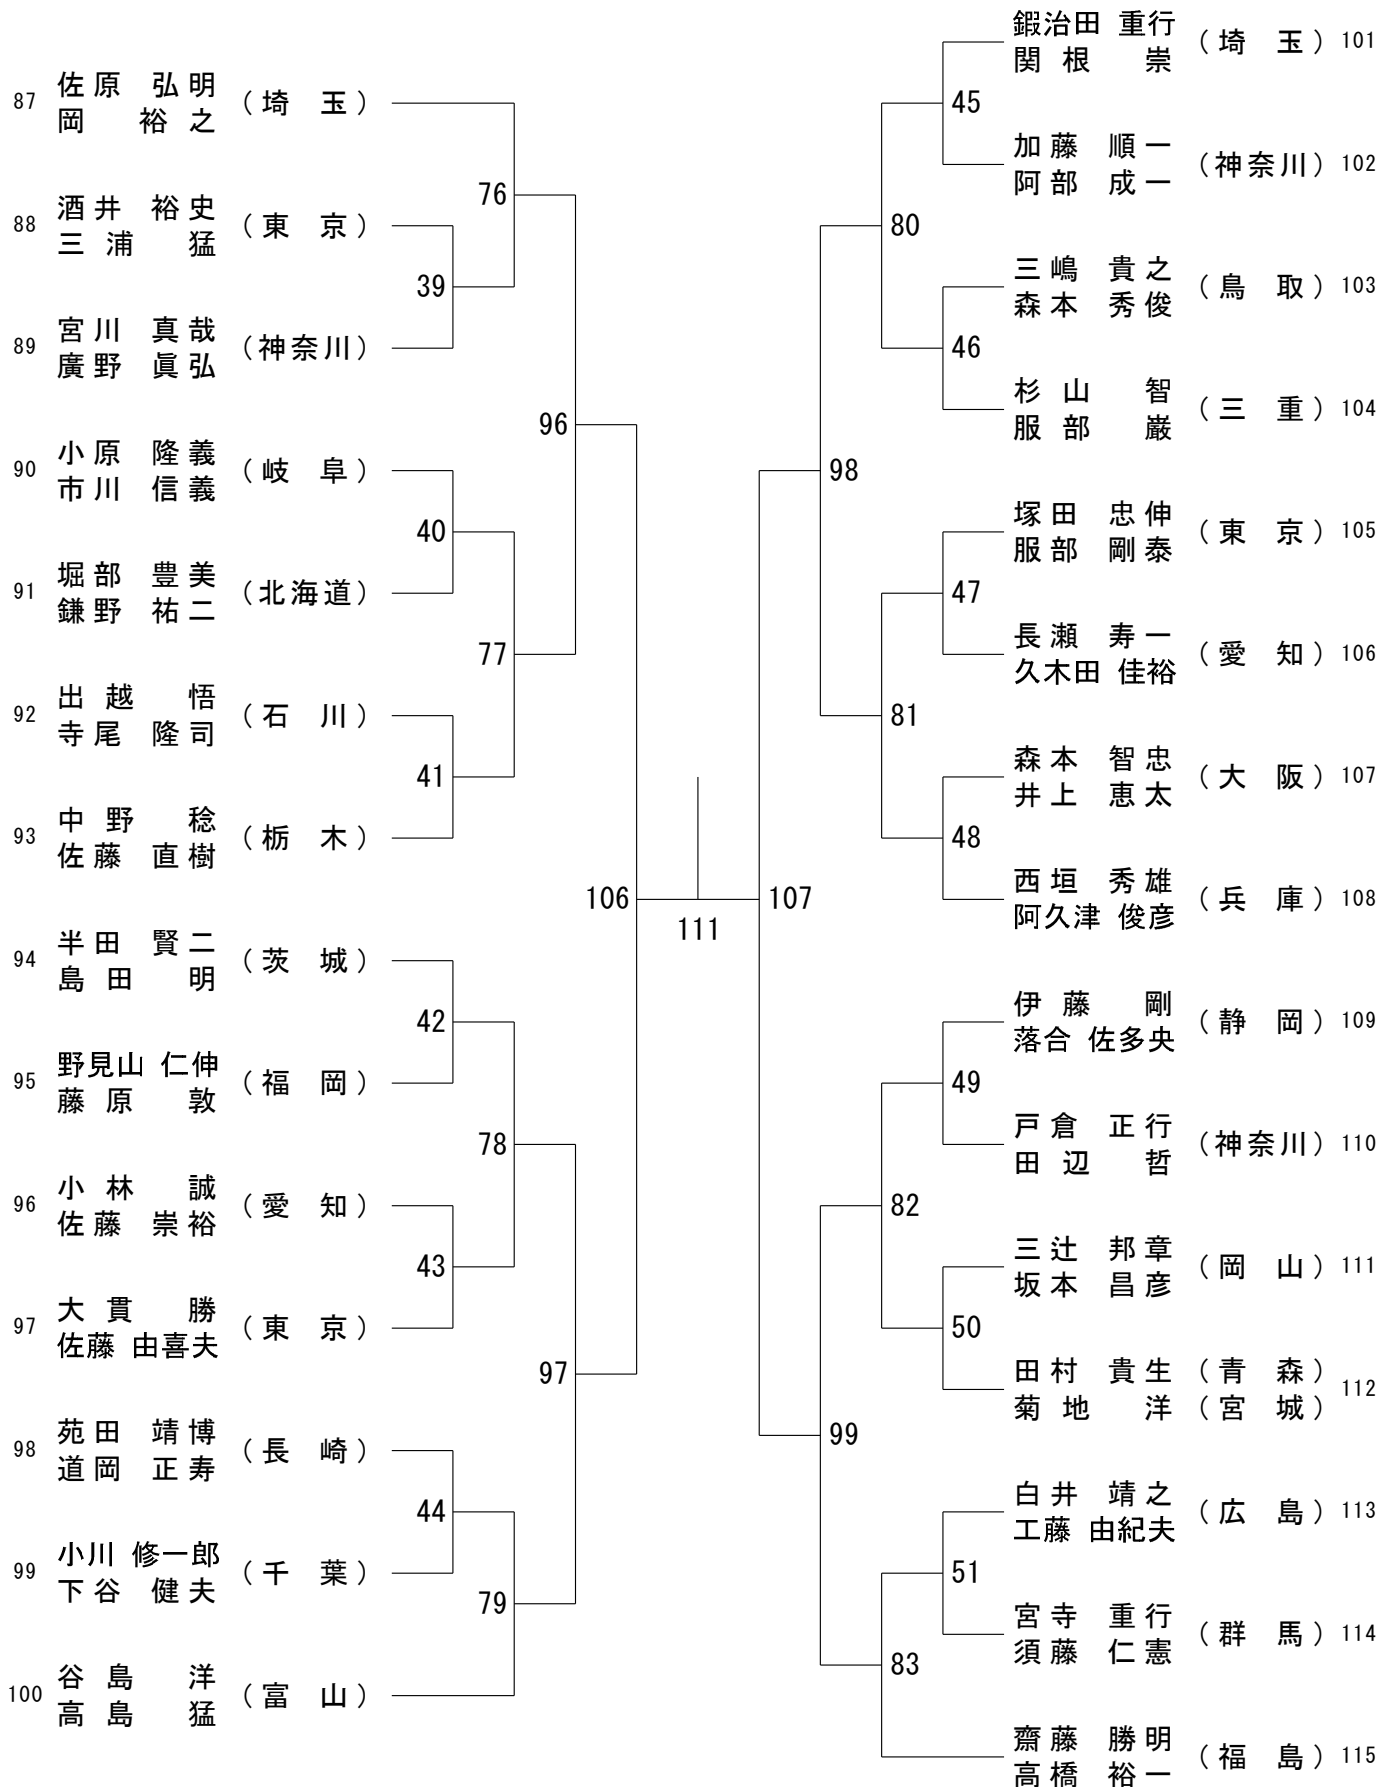 87 佐原 弘明 (埼 玉)
岡 裕之
88 酒井 裕史 (東 京)
三浦 猛
89 宮川 真哉 (神奈川)
廣野 眞弘
90 小原 隆義 (岐 阜)
市川 信義
91 堀部 豊美 (北海道)
鎌野 祐二
92 出越 悟 (石 川)
寺尾 隆司
93 中野 稔 (栃 木)
佐藤 直樹
94 半田 賢二 (茨 城)
島田 明
95 野見山 仁伸 (福 岡)
藤原 敦
96 小林 誠 (愛 知)
佐藤 崇裕
97 大貫 勝 (東 京)
佐藤 由喜夫
98 苑田 靖博 (長 崎)
道岡 正寿
99 小川 修一郎 (千 葉)
下谷 健夫
100 谷島 洋 (富 山)
高島 猛
39
40
41
42
43
44
76
77
78
79
96
97
106
111
107
98
99
80
81
82
83
45
46
47
48
49
50
51
鍜治田 重行 (埼 玉) 101
関根 崇
加藤 順一 (神奈川) 102
阿部 成一
三嶋 貴之 (鳥 取) 103
森本 秀俊
杉山 智 (三 重) 104
服部 巌
塚田 忠伸 (東 京) 105
服部 剛泰
長瀬 寿一 (愛 知) 106
久木田 佳裕
森本 智忠 (大 阪) 107
井上 恵太
西垣 秀雄 (兵 庫) 108
阿久津 俊彦
伊藤 剛 (静 岡) 109
落合 佐多央
戸倉 正行 (神奈川) 110
田辺 哲
三辻 邦章 (岡 山) 111
坂本 昌彦
田村 貴生 (青 森) 112
菊地 洋 (宮 城)
白井 靖之 (広 島) 113
工藤 由紀夫
宮寺 重行 (群 馬) 114
須藤 仁憲
齋藤 勝明 (福 島) 115
高橋 裕一